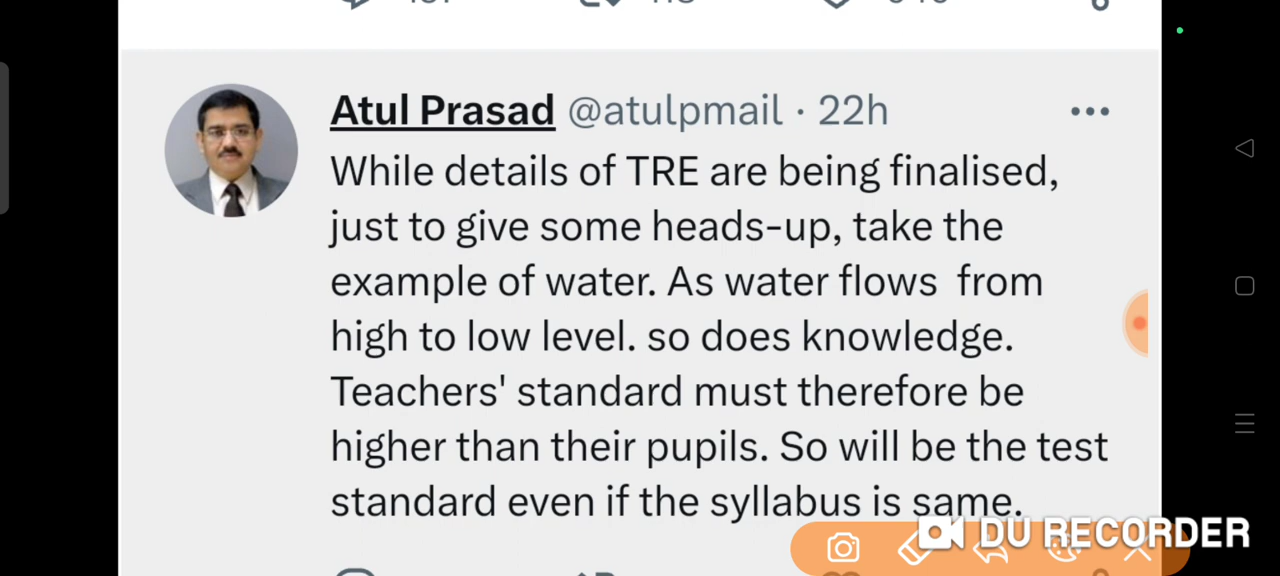 Atul Prasad @atulpmail · 22h
While details of TRE are being finalised,
just to give some heads-up, take the
example of water. As water flows  from
high to low level. so does knowledge.
Teachers' standard must therefore be
higher than their pupils. So will be the test
standard even if the syllabus is same.
DU RECORDER